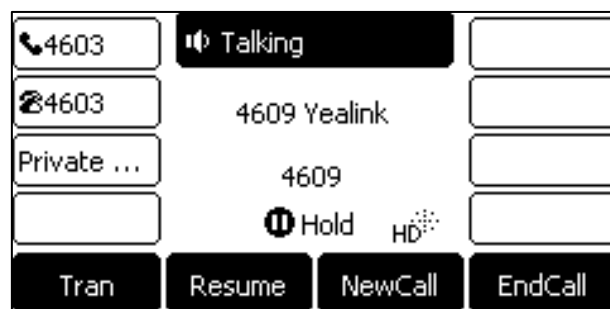 4603
Talking
4603
4609 Yealink
Private ...
4609
Hold
HD
Tran
Resume
NewCall
EndCall